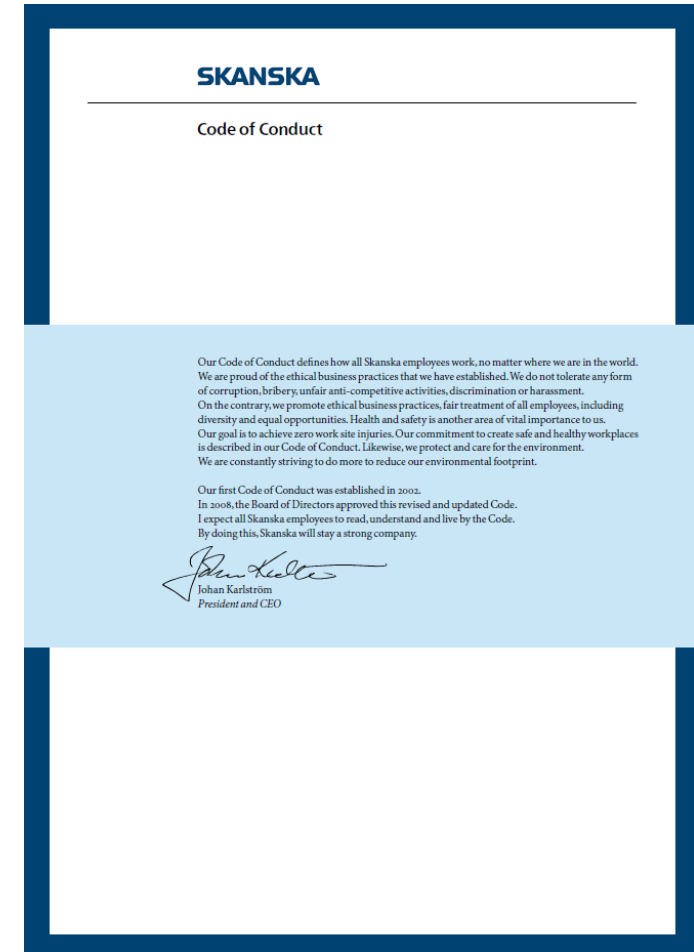 SKANSKA
Code of Conduct
Our Code of Conduct defines how all Skanska employees work, no matter where we are in the world.
We are proud of the ethical business practices that we have established. We do not tolerate any form
of corruption, bribery, unfair anti-competitive activities, discrimination or harassment.
On the contrary, we promote ethical business practices, fair treatment of all employees, including
diversity and equal opportunities. Health and safety is another area of vital importance to us.
Our goal is to achieve zero work site injuries. Our commitment to create safe and healthy workplaces
is described in our Code of Conduct. Likewise, we protect and care for the environment.
We are constantly striving to do more to reduce our environmental footprint.
Our first Code of Conduct was established in 2002.
In 2008, the Board of Directors approved this revised and updated Code.
I expect all Skanska employees to read, understand and live by the Code.
By doing this, Skanska will stay a strong company.
Johan Karlström
President and CEO